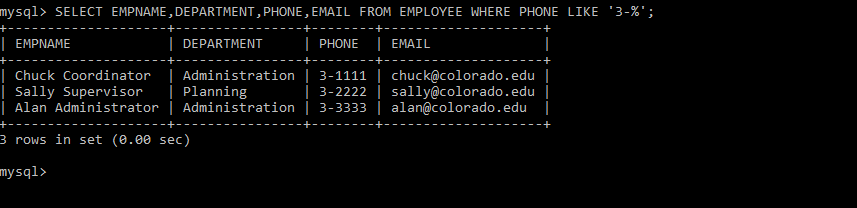 mysql> SELECT EMPNAME,DEPARTMENT,PHONE,EMAIL FROM EMPLOYEE WHERE PHONE LIKE '3-%';
+--------------------+----------------+--------+--------------------+
| EMPNAME            | DEPARTMENT     | PHONE  | EMAIL              |
+--------------------+----------------+--------+--------------------+
| Chuck Coordinator  | Administration | 3-1111 | chuck@colorado.edu |
| Sally Supervisor   | Planning       | 3-2222 | sally@colorado.edu |
| Alan Administrator | Administration | 3-3333 | alan@colorado.edu  |
+--------------------+----------------+--------+--------------------+
3 rows in set (0.00 sec)
mysql>